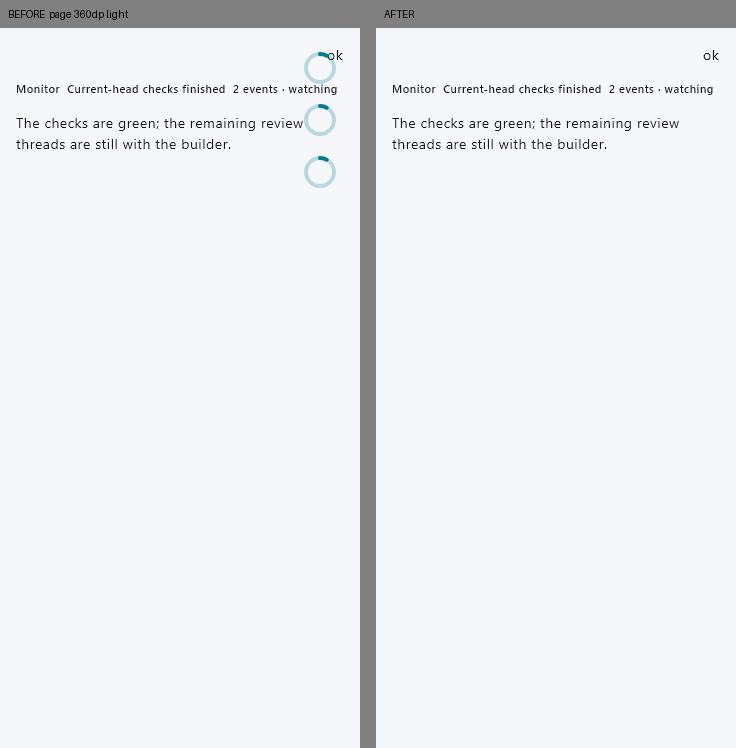 BEFORE page 360dp light
ok
Monitor Current-head checks finished 2 events · watching
The checks are green; the remaining review
threads are still with the builder.
AFTER
ok
Monitor Current-head checks finished 2 events · watching
The checks are green; the remaining review
threads are still with the builder.